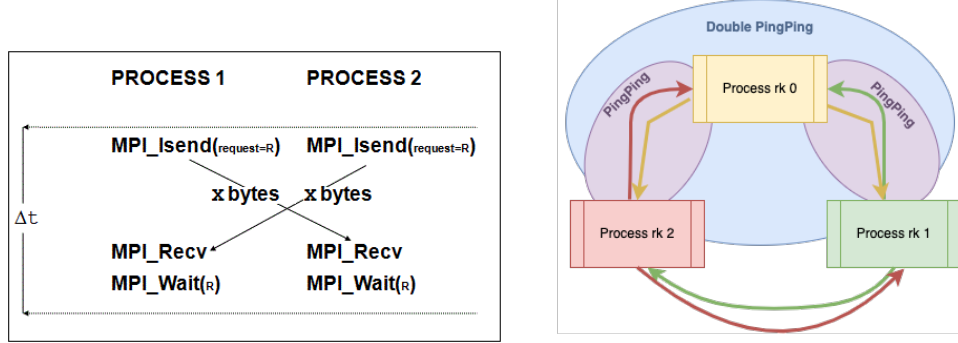 PROCESS 1 PROCESS 2
MPI_Isend(request=R) MPI_Isend(request=R)
x bytes x bytes
Δt
MPI_Recv MPI_Recv
MPI_Wait(R) MPI_Wait(R)
Double PingPing
Process rk 0
PingPing
PingPing
Process rk 2
Process rk 1